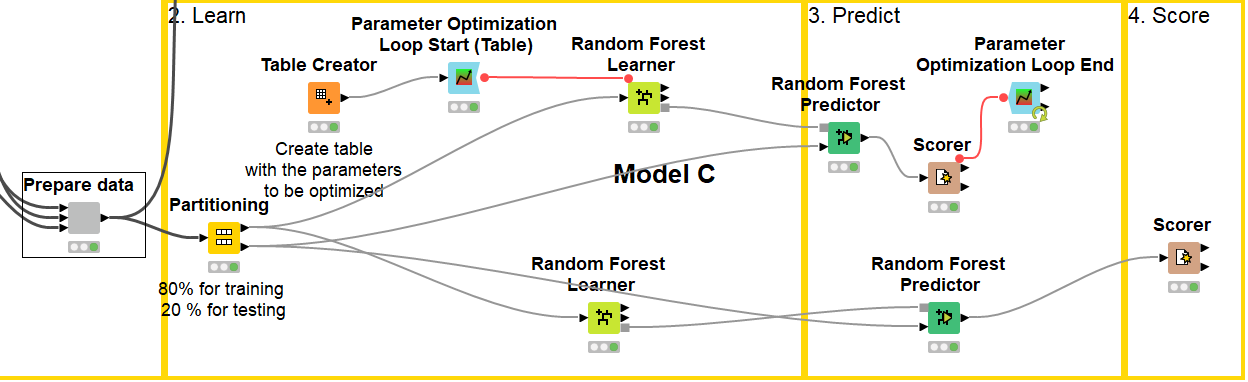 2. Learn
3. Predict
4. Score
Parameter Optimization
Loop Start (Table)
Table Creator
Random Forest
Learner
Parameter
Optimization Loop End
Random Forest
Predictor
Scorer
Create table
with the parameters
to be optimized
Model C
Prepare data
Partitioning
80% for training
20 % for testing
Random Forest
Learner
Random Forest
Predictor
Scorer